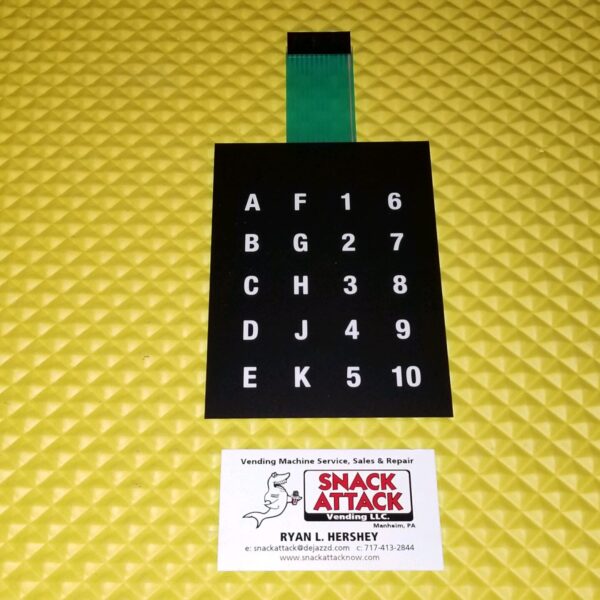 A F 1 6
B G 2 7
C H 3 8
D J 4 9
E K 5 10
Vending Machine Service, Sales & Repair
SNACK
ATTACK
Vending LLC.
Manheim, PA
RYAN L. HERSHEY
e: snackattack@dejazzd.com c: 717-413-2844
www.snackattacknow.com